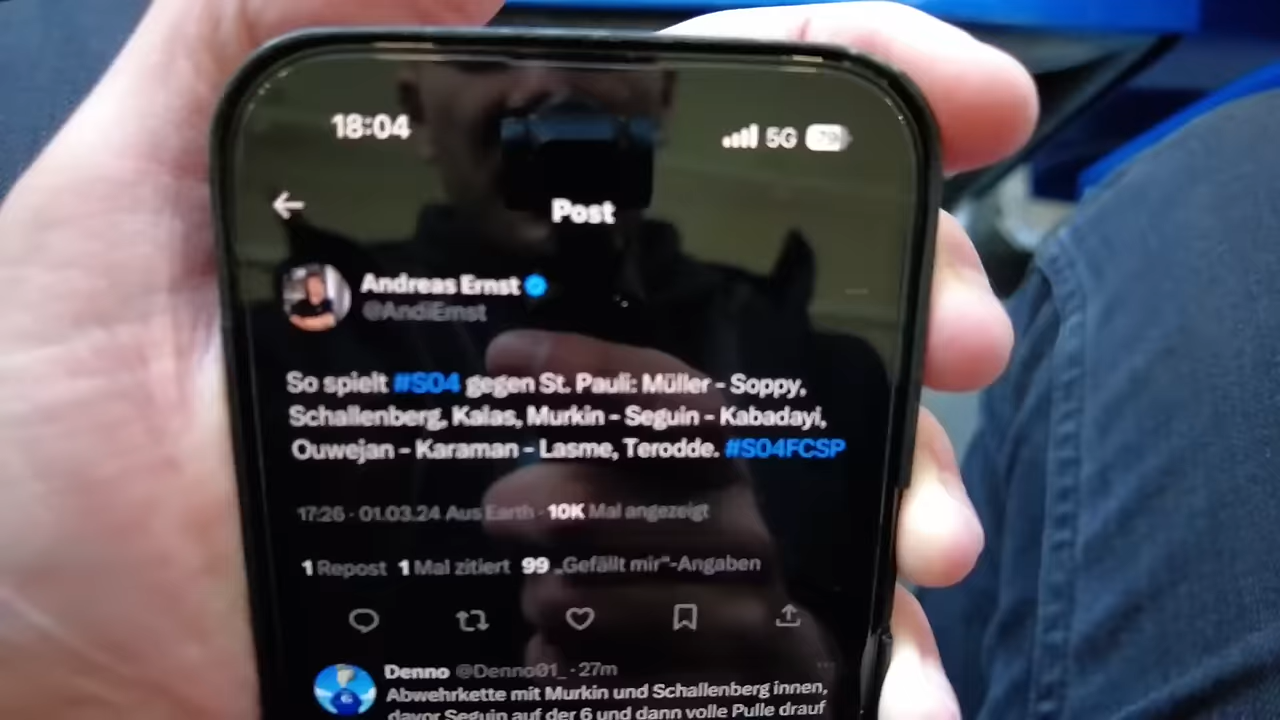 18:04
5G 79
Post
Andreas Ernst
@AndiErnst
So spielt #S04 gegen St. Pauli: Müller - Soppy,
Schallenberg, Kalas, Murkin - Seguin - Kabadayi,
Ouwejan - Karaman - Lasme, Terodde. #S04FCSP
17:26 · 01.03.24 Aus Earth · 10K Mal angezeigt
1 Repost 1 Mal zitiert 99 „Gefällt mir“-Angaben
Denno @Denno01_ · 27m
Abwehrkette mit Murkin und Schallenberg innen,
davor Seguin auf der 6 und dann volle Pulle drauf